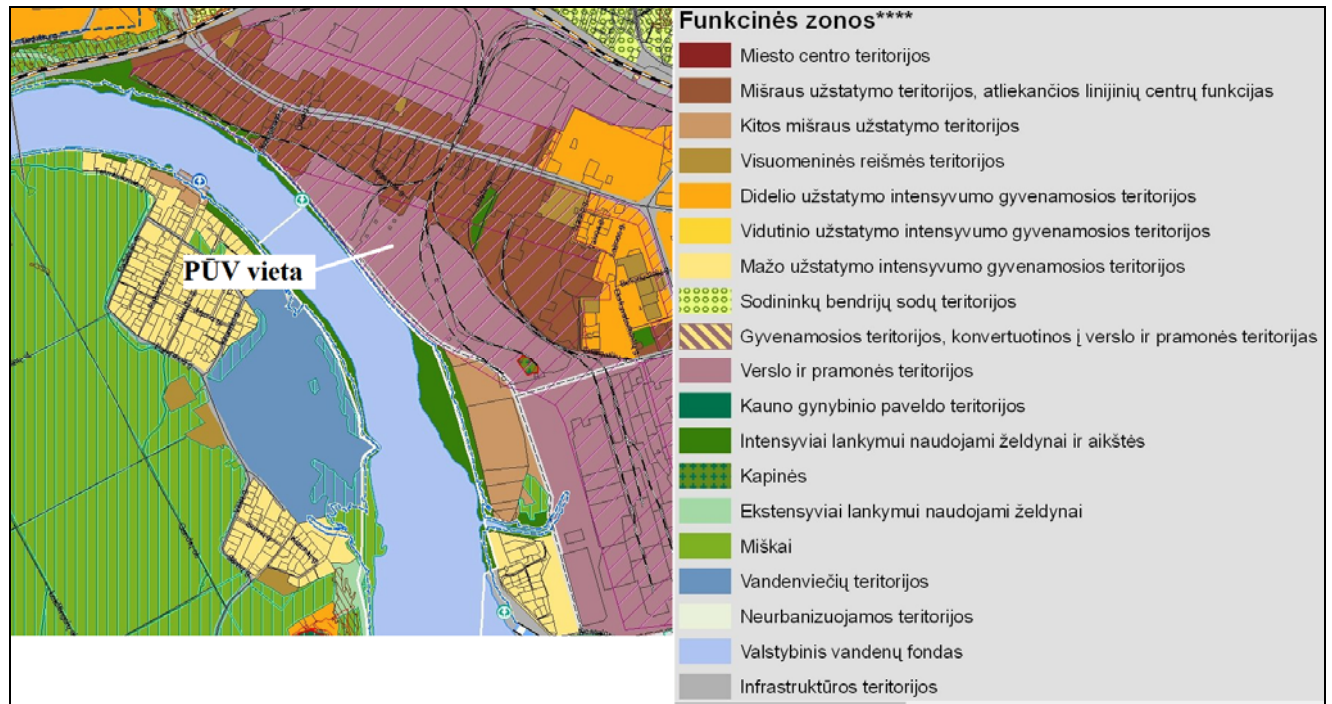 PŪV vieta
Funkcinės zonos****
Miesto centro teritorijos
Mišraus užstatymo teritorijos, atliekančios linijinių centrų funkcijas
Kitos mišraus užstatymo teritorijos
Visuomeninės reišmės teritorijos
Didelio užstatymo intensyvumo gyvenamosios teritorijos
Vidutinio užstatymo intensyvumo gyvenamosios teritorijos
Mažo užstatymo intensyvumo gyvenamosios teritorijos
Sodininkų bendrijų sodų teritorijos
Gyvenamosios teritorijos, konvertuotinos į verslo ir pramonės teritorijas
Verslo ir pramonės teritorijos
Kauno gynybinio paveldo teritorijos
Intensyviai lankymui naudojami želdynai ir aikštės
Kapinės
Ekstensyviai lankymui naudojami želdynai
Miškai
Vandenviečių teritorijos
Neurbanizuojamos teritorijos
Valstybinis vandenų fondas
Infrastruktūros teritorijos